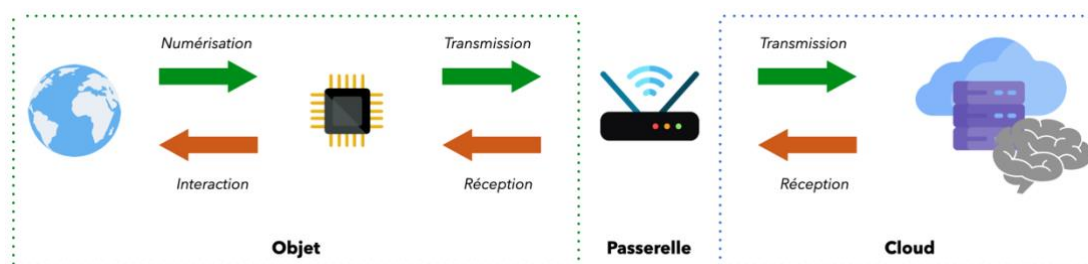 Numérisation
Transmission
Transmission
Interaction
Réception
Réception
Objet
Passerelle
Cloud